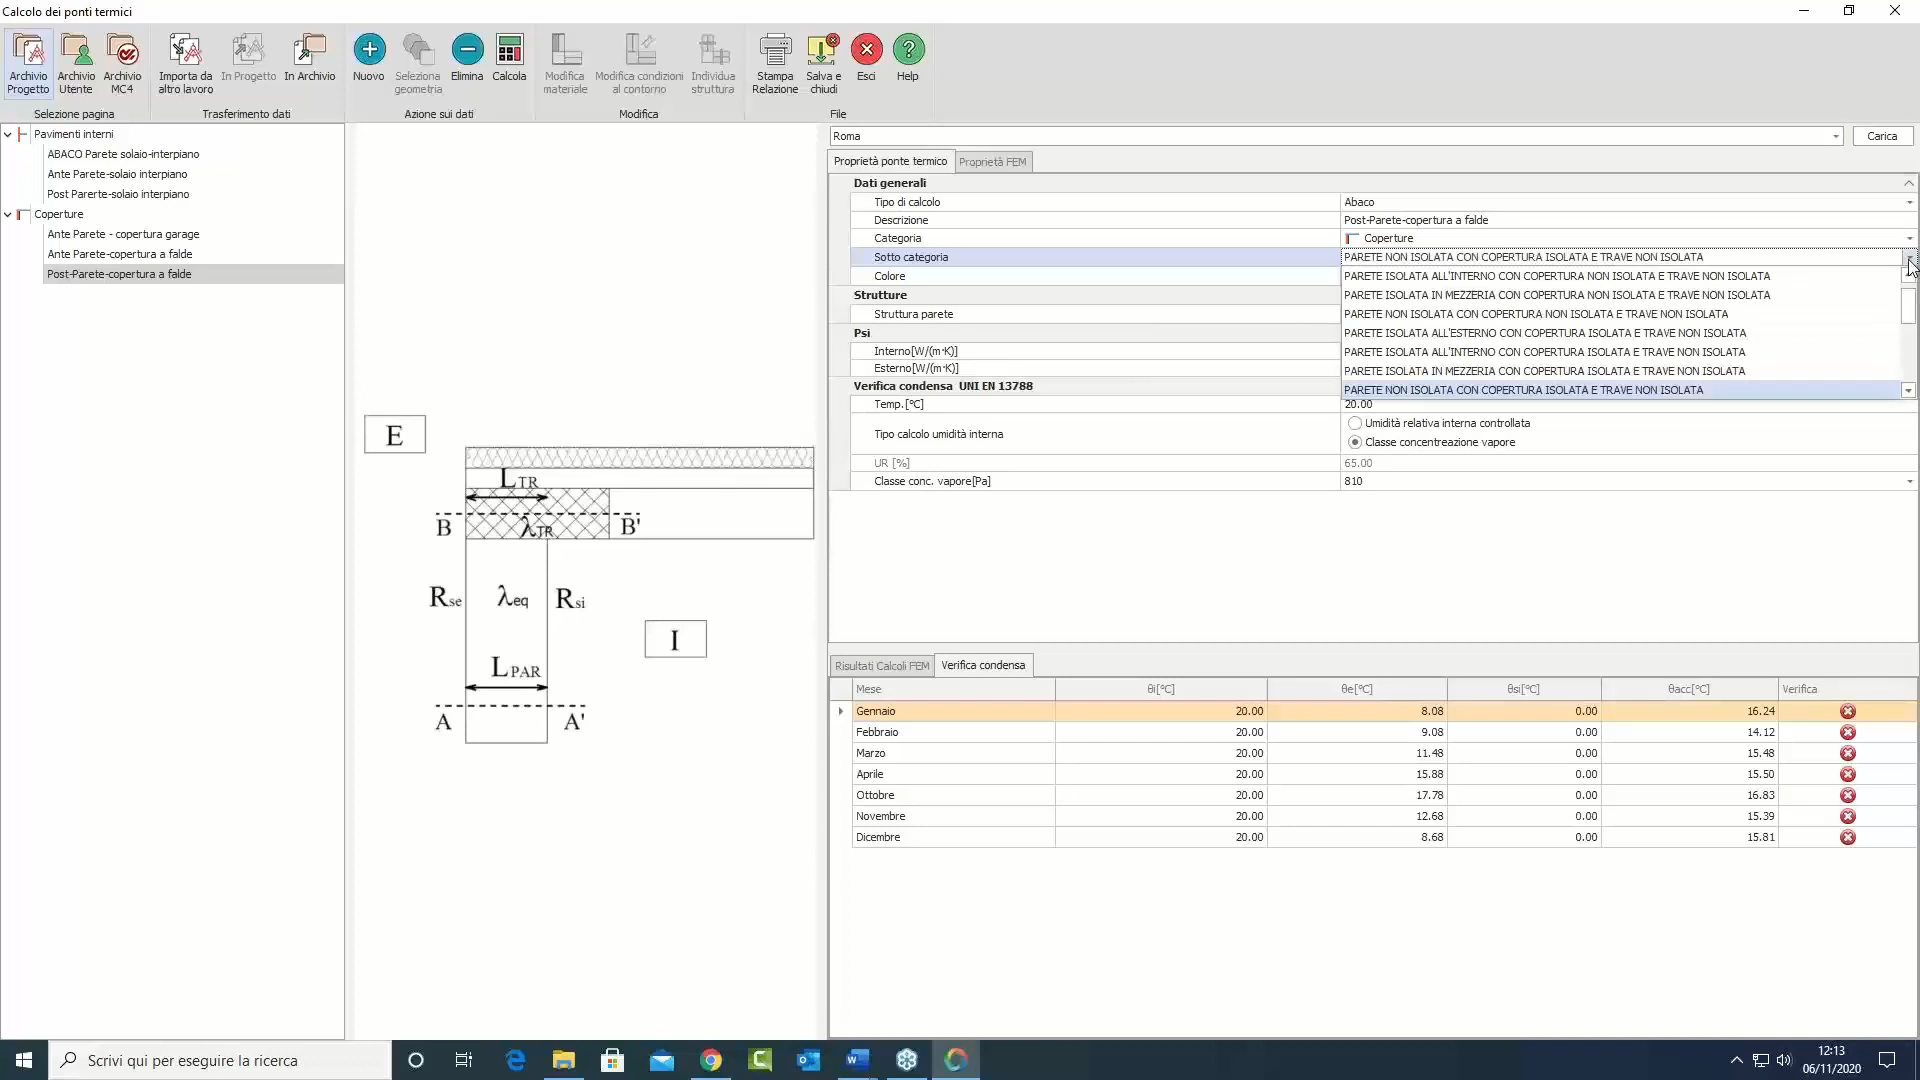 Calcolo dei ponti termici
Archivio Progetto
Archivio Utente
Archivio MC4
Importa da altro lavoro
In Progetto
In Archivio
Nuovo
Seleziona geometria
Elimina
Calcola
Modifica materiale
Modifica condizioni al contorno
Individua struttura
Stampa Relazione
Salva e chiudi
Esci
Help
Selezione pagina
Trasferimento dati
Azione sui dati
Modifica
File
Pavimenti interni
ABACO Parete solaio-interpiano
Ante Parete-solaio interpiano
Post Parerte-solaio interpiano
Coperture
Ante Parete - copertura garage
Ante Parete-copertura a falde
Post-Parete-copertura a falde
E
LTR
B λTR B'
Rse λeq Rsi
I
LPAR
A A'
Roma Carica
Proprietà ponte termico Proprietà FEM
Dati generali
Tipo di calcolo Abaco
Descrizione Post-Parete-copertura a falde
Categoria Coperture
Sotto categoria PARETE NON ISOLATA CON COPERTURA ISOLATA E TRAVE NON ISOLATA
Colore PARETE ISOLATA ALL'INTERNO CON COPERTURA NON ISOLATA E TRAVE NON ISOLATA
Strutture PARETE ISOLATA IN MEZZERIA CON COPERTURA NON ISOLATA E TRAVE NON ISOLATA
Struttura parete PARETE NON ISOLATA CON COPERTURA NON ISOLATA E TRAVE NON ISOLATA
Psi PARETE ISOLATA ALL'ESTERNO CON COPERTURA ISOLATA E TRAVE NON ISOLATA
Interno[W/(m·K)] PARETE ISOLATA ALL'INTERNO CON COPERTURA ISOLATA E TRAVE NON ISOLATA
Esterno[W/(m·K)] PARETE ISOLATA IN MEZZERIA CON COPERTURA ISOLATA E TRAVE NON ISOLATA
Verifica condensa UNI EN 13788 PARETE NON ISOLATA CON COPERTURA ISOLATA E TRAVE NON ISOLATA
Temp.[°C] 20.00
Tipo calcolo umidità interna
Umidità relativa interna controllata
Classe concentreazione vapore
UR [%] 65.00
Classe conc. vapore[Pa] 810
Risultati Calcoli FEM Verifica condensa
Mese θi[°C] θe[°C] θsi[°C] θacc[°C] Verifica
Gennaio 20.00 8.08 0.00 16.24
Febbraio 20.00 9.08 0.00 14.12
Marzo 20.00 11.48 0.00 15.48
Aprile 20.00 15.88 0.00 15.50
Ottobre 20.00 17.78 0.00 16.83
Novembre 20.00 12.68 0.00 15.39
Dicembre 20.00 8.68 0.00 15.81
Scrivi qui per eseguire la ricerca
12:13
06/11/2020